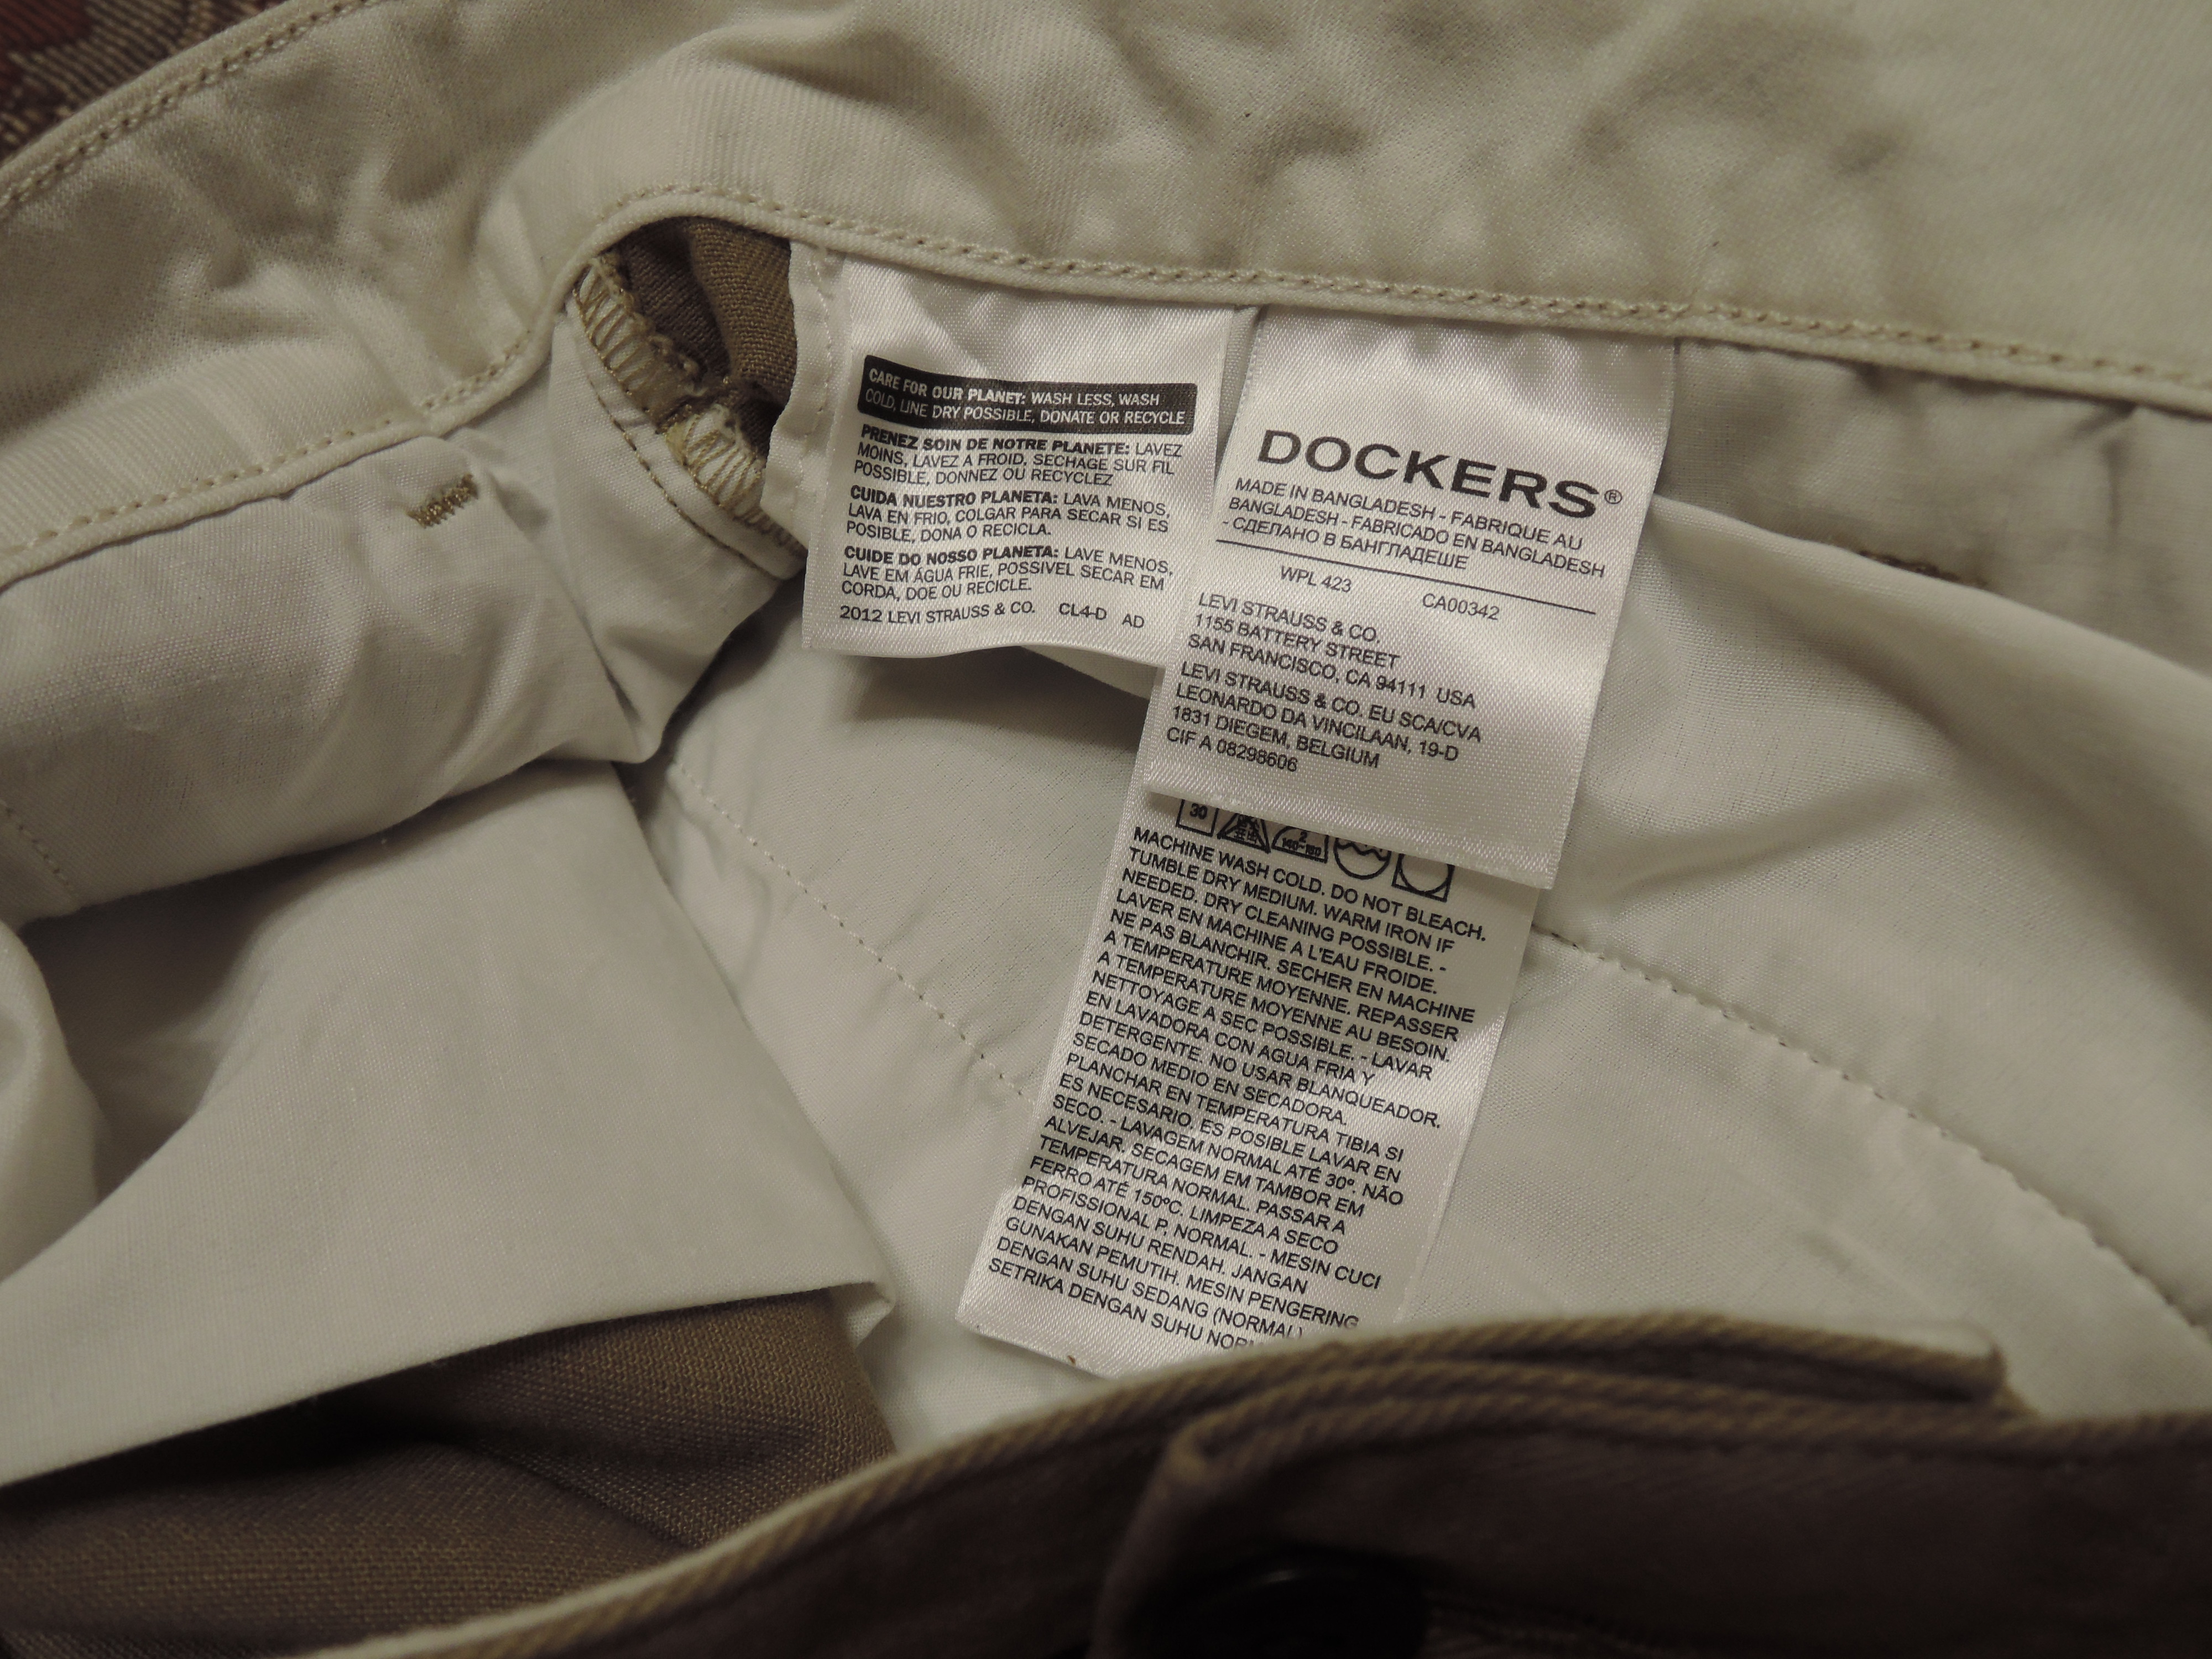 CARE FOR OUR PLANET: WASH LESS, WASH
COLD, LINE DRY POSSIBLE, DONATE OR RECYCLE
PRENEZ SOIN DE NOTRE PLANETE: LAVEZ
MOINS, LAVEZ A FROID, SECHAGE SUR FIL
POSSIBLE, DONNEZ OU RECYCLEZ
CUIDA NUESTRO PLANETA: LAVA MENOS,
LAVA EN FRIO, COLGAR PARA SECAR SI ES
POSIBLE, DONA O RECICLA.
CUIDE DO NOSSO PLANETA: LAVE MENOS,
LAVE EM ÁGUA FRIE, POSSIVEL SECAR EM
CORDA, DOE OU RECICLE.
2012 LEVI STRAUSS & CO. CL4-D AD
DOCKERS®
MADE IN BANGLADESH - FABRIQUE AU
BANGLADESH - FABRICADO EN BANGLADESH
- СДЕЛАНО В БАНГЛАДЕШЕ
WPL 423 CA00342
LEVI STRAUSS & CO.
1155 BATTERY STREET
SAN FRANCISCO, CA 94111 USA
LEVI STRAUSS & CO. EU SCA/CVA
LEONARDO DA VINCILAAN, 19-D
1831 DIEGEM, BELGIUM
CIF A 08298606
30 2
MACHINE WASH COLD. DO NOT BLEACH.
TUMBLE DRY MEDIUM. WARM IRON IF
NEEDED. DRY CLEANING POSSIBLE. -
LAVER EN MACHINE A L'EAU FROIDE.
NE PAS BLANCHIR. SECHER EN MACHINE
A TEMPERATURE MOYENNE. REPASSER
A TEMPERATURE MOYENNE AU BESOIN.
NETTOYAGE A SEC POSSIBLE. - LAVAR
EN LAVADORA CON AGUA FRIA Y
DETERGENTE. NO USAR BLANQUEADOR.
SECADO MEDIO EN SECADORA.
PLANCHAR EN TEMPERATURA TIBIA SI
ES NECESARIO. ES POSIBLE LAVAR EN
SECO. - LAVAGEM NORMAL ATÉ 30º. NÃO
ALVEJAR. SECAGEM EM TAMBOR EM
TEMPERATURA NORMAL. PASSAR A
FERRO ATÉ 150ºC. LIMPEZA A SECO
PROFISSIONAL P, NORMAL. - MESIN CUCI
DENGAN SUHU RENDAH. JANGAN
GUNAKAN PEMUTIH. MESIN PENGERING
DENGAN SUHU SEDANG (NORMAL)
SETRIKA DENGAN SUHU